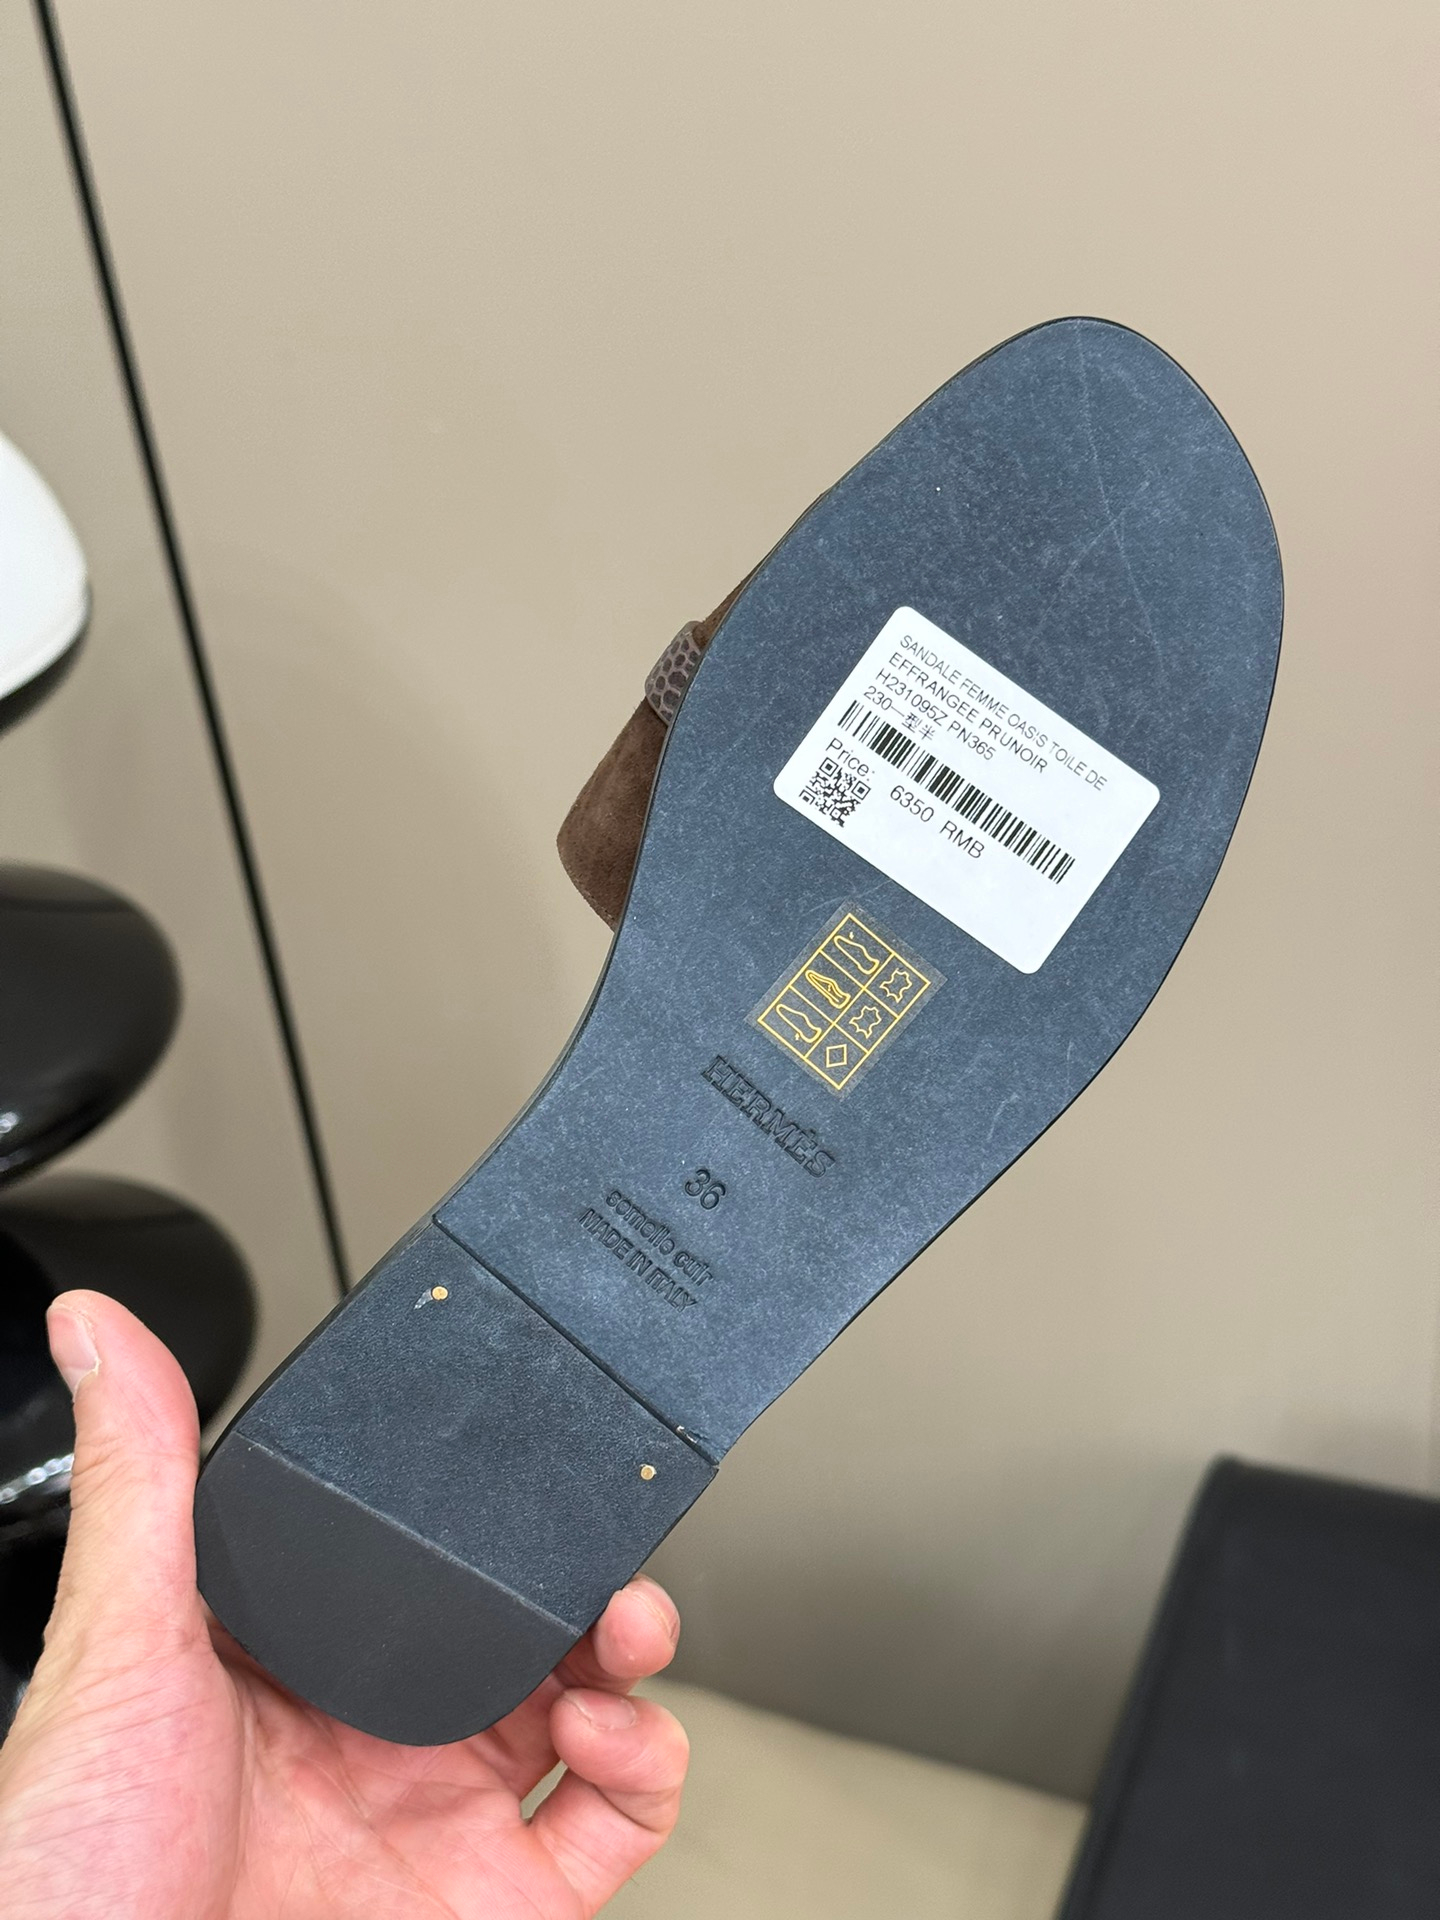 SANDALE FEMME OASIS TOILE DE
EFFRANGEE PRUNOIR
H231095Z PN365
230一型半
Price: 6350 RMB
HERMÈS
36
semelle cuir
MADE IN ITALY